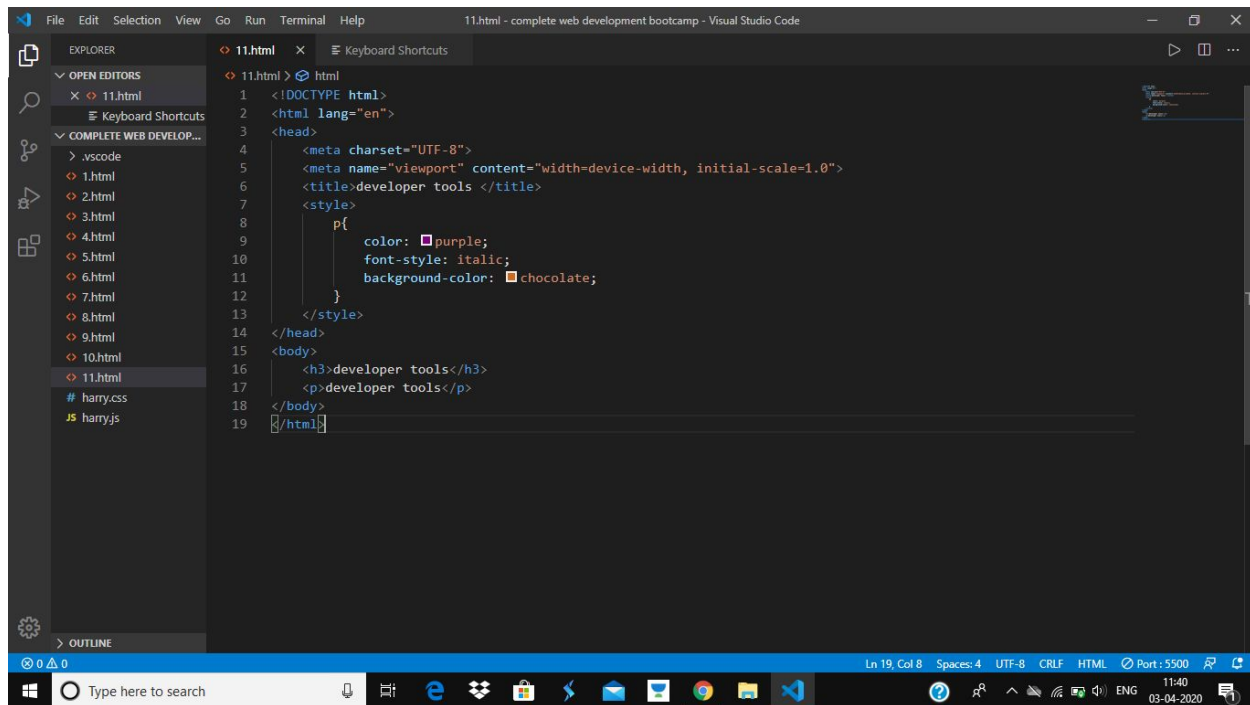 File Edit Selection View Go Run Terminal Help 11.html - complete web development bootcamp - Visual Studio Code
EXPLORER
OPEN EDITORS
11.html
Keyboard Shortcuts
COMPLETE WEB DEVELOP...
.vscode
1.html
2.html
3.html
4.html
5.html
6.html
7.html
8.html
9.html
10.html
11.html
# harry.css
JS harry.js
OUTLINE
11.html Keyboard Shortcuts
11.html > html
1 <!DOCTYPE html>
2 <html lang="en">
3 <head>
4 <meta charset="UTF-8">
5 <meta name="viewport" content="width=device-width, initial-scale=1.0">
6 <title>developer tools </title>
7 <style>
8 p{
9 color: purple;
10 font-style: italic;
11 background-color: chocolate;
12 }
13 </style>
14 </head>
15 <body>
16 <h3>developer tools</h3>
17 <p>developer tools</p>
18 </body>
19 </html>
0 0 Ln 19, Col 8 Spaces: 4 UTF-8 CRLF HTML Port : 5500
Type here to search ENG 11:40
03-04-2020